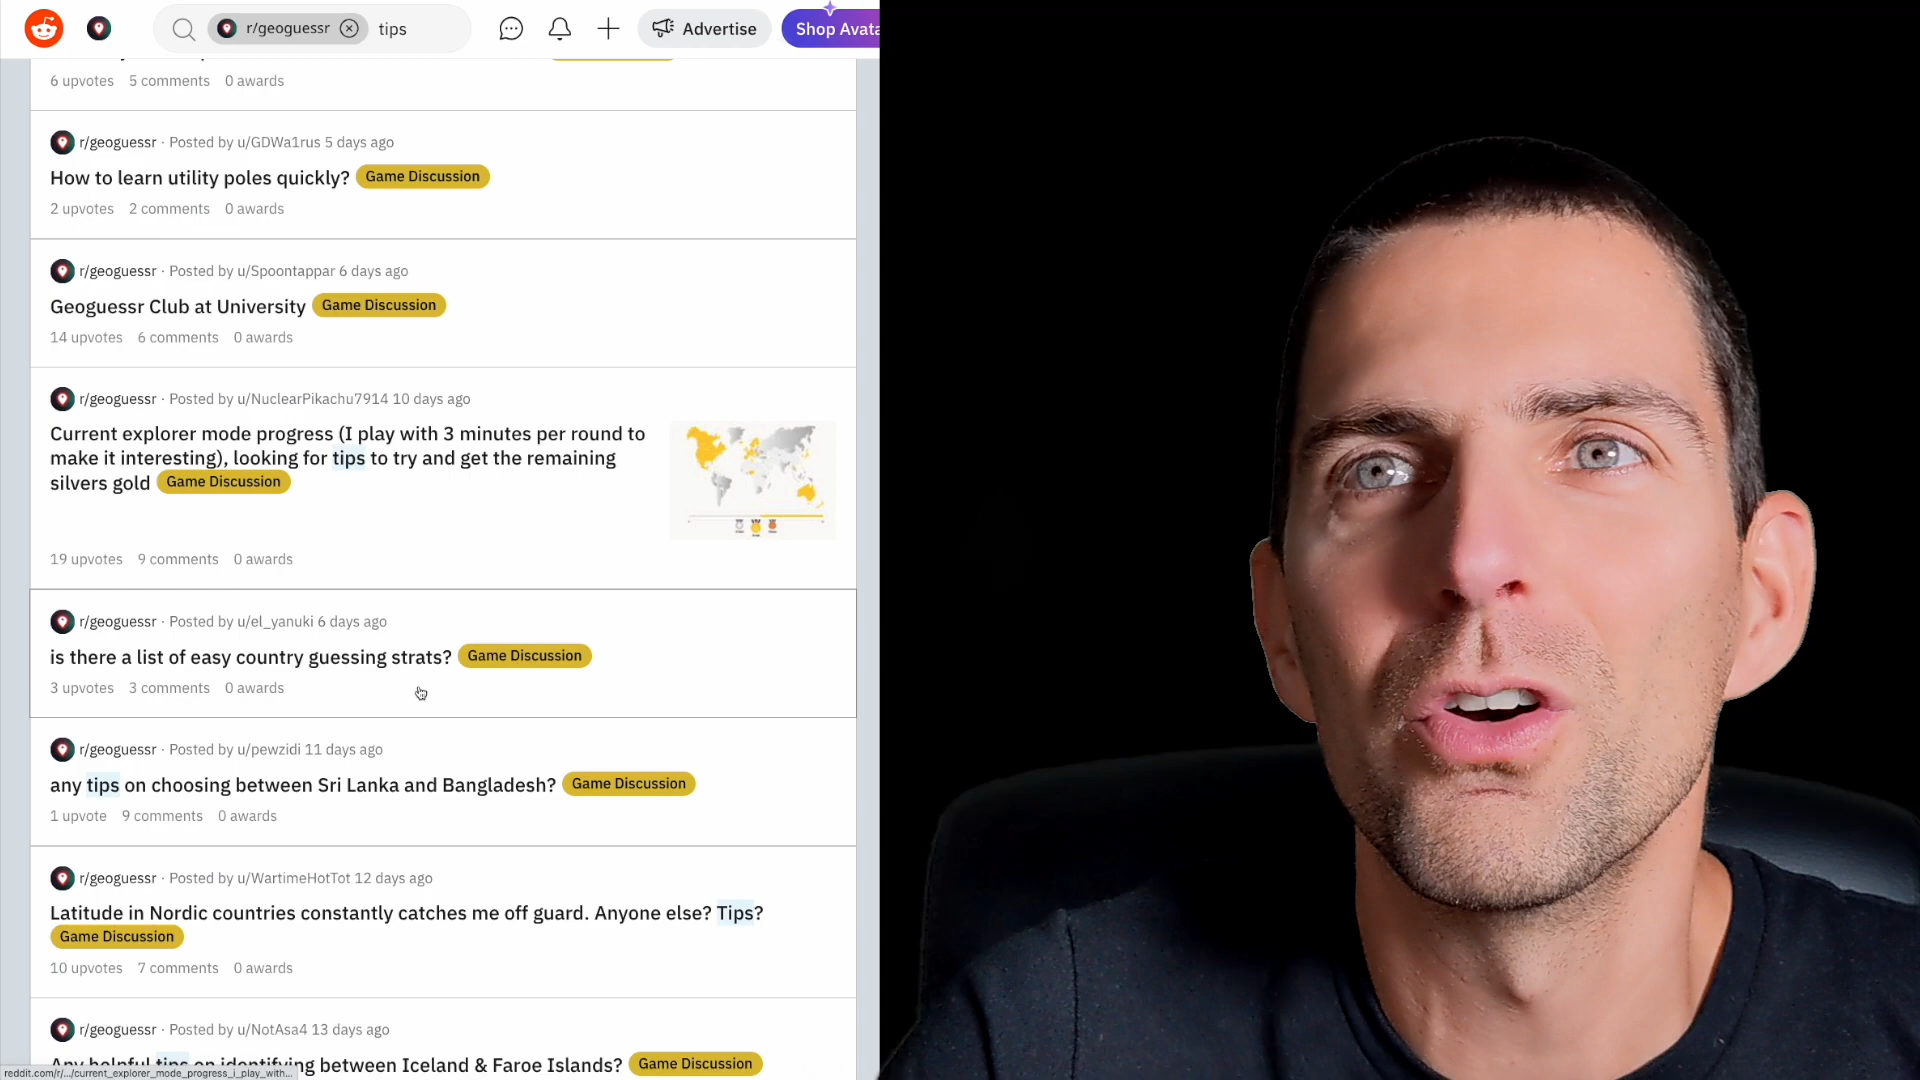 r/geoguessr tips
Advertise
Shop Avata
6 upvotes 5 comments 0 awards
r/geoguessr · Posted by u/GDWa1rus 5 days ago
How to learn utility poles quickly? Game Discussion
2 upvotes 2 comments 0 awards
r/geoguessr · Posted by u/Spoontappar 6 days ago
Geoguessr Club at University Game Discussion
14 upvotes 6 comments 0 awards
r/geoguessr · Posted by u/NuclearPikachu7914 10 days ago
Current explorer mode progress (I play with 3 minutes per round to
make it interesting), looking for tips to try and get the remaining
silvers gold Game Discussion
19 upvotes 9 comments 0 awards
r/geoguessr · Posted by u/el_yanuki 6 days ago
is there a list of easy country guessing strats? Game Discussion
3 upvotes 3 comments 0 awards
r/geoguessr · Posted by u/pewzidi 11 days ago
any tips on choosing between Sri Lanka and Bangladesh? Game Discussion
1 upvote 9 comments 0 awards
r/geoguessr · Posted by u/WartimeHotTot 12 days ago
Latitude in Nordic countries constantly catches me off guard. Anyone else? Tips?
Game Discussion
10 upvotes 7 comments 0 awards
r/geoguessr · Posted by u/NotAsa4 13 days ago
Any helpful tips on identifying between Iceland & Faroe Islands? Game Discussion
reddit.com/r/.../current_explorer_mode_progress_i_play_with...